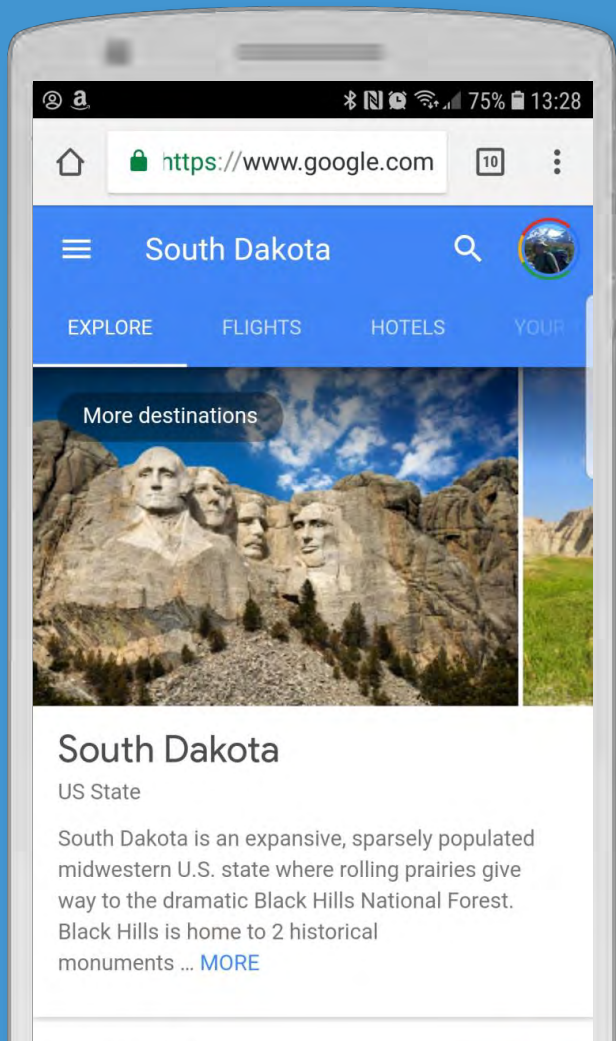 a 75% 13:28
https://www.google.com 10
South Dakota
EXPLORE FLIGHTS HOTELS YOUR
More destinations
South Dakota
US State
South Dakota is an expansive, sparsely populated
midwestern U.S. state where rolling prairies give
way to the dramatic Black Hills National Forest.
Black Hills is home to 2 historical
monuments ... MORE